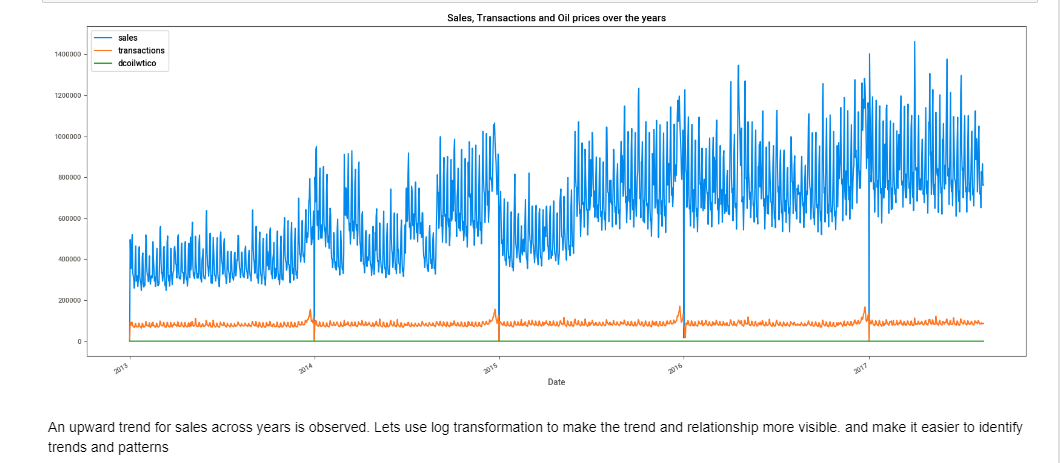 Sales, Transactions and Oil prices over the years
sales
transactions
dcoilwtico
1400000
1200000
1000000
800000
600000
400000
200000
0
2013
2014
2015
2016
2017
Date
An upward trend for sales across years is observed. Lets use log transformation to make the trend and relationship more visible. and make it easier to identify
trends and patterns